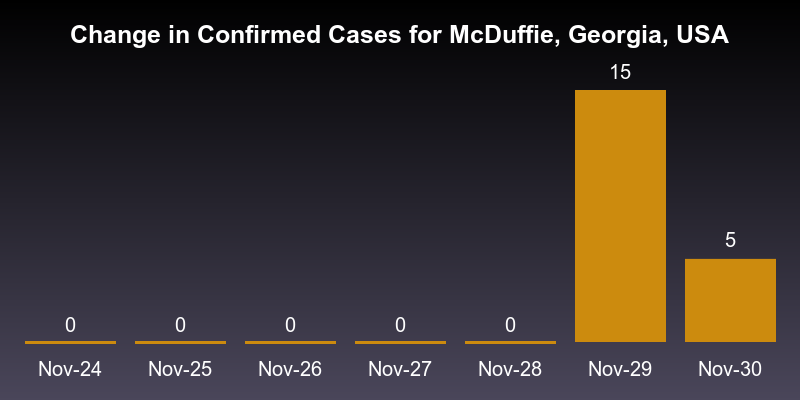 Change in Confirmed Cases for McDuffie, Georgia, USA
15
5
0 0 0 0 0
Nov-24 Nov-25 Nov-26 Nov-27 Nov-28 Nov-29 Nov-30